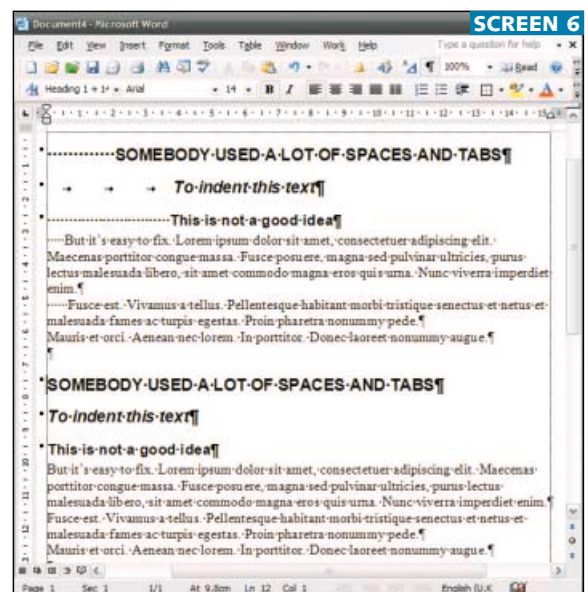 SCREEN 6
Document4 - Microsoft Word
File Edit View Insert Format Tools Table Window Work Help Type a question for help
100% Read
Heading 1 + 14 Arial 14 B I
SOMEBODY·USED·A·LOT·OF·SPACES·AND·TABS¶
To·indent·this·text¶
This·is·not·a·good·idea¶
But·it's·easy·to·fix.·Lorem·ipsum·dolor·sit·amet,·consectetuer·adipiscing·elit.·
Maecenas·porttitor·congue·massa.·Fusce·posuere,·magna·sed·pulvinar·ultricies,·purus·
lectus·malesuada·libero,·sit·amet·commodo·magna·eros·quis·urna.·Nunc·viverra·imperdiet·
enim.¶
Fusce·est.·Vivamus·a·tellus.·Pellentesque·habitant·morbi·tristique·senectus·et·netus·et·
malesuada·fames·ac·turpis·egestas.·Proin·pharetra·nonummy·pede.¶
Mauris·et·orci.·Aenean·nec·lorem.·In·porttitor.·Donec·laoreet·nonummy·augue.¶
¶
SOMEBODY·USED·A·LOT·OF·SPACES·AND·TABS¶
To·indent·this·text¶
This·is·not·a·good·idea¶
But·it's·easy·to·fix.·Lorem·ipsum·dolor·sit·amet,·consectetuer·adipiscing·elit.·Maecenas·
porttitor·congue·massa.·Fusce·posuere,·magna·sed·pulvinar·ultricies,·purus·lectus·
malesuada·libero,·sit·amet·commodo·magna·eros·quis·urna.·Nunc·viverra·imperdiet·enim.¶
Fusce·est.·Vivamus·a·tellus.·Pellentesque·habitant·morbi·tristique·senectus·et·netus·et·
malesuada·fames·ac·turpis·egestas.·Proin·pharetra·nonummy·pede.¶
Mauris·et·orci.·Aenean·nec·lorem.·In·porttitor.·Donec·laoreet·nonummy·augue.¶
Page 1 Sec 1 1/1 At 9.8cm Ln 12 Col 1 English (U.K